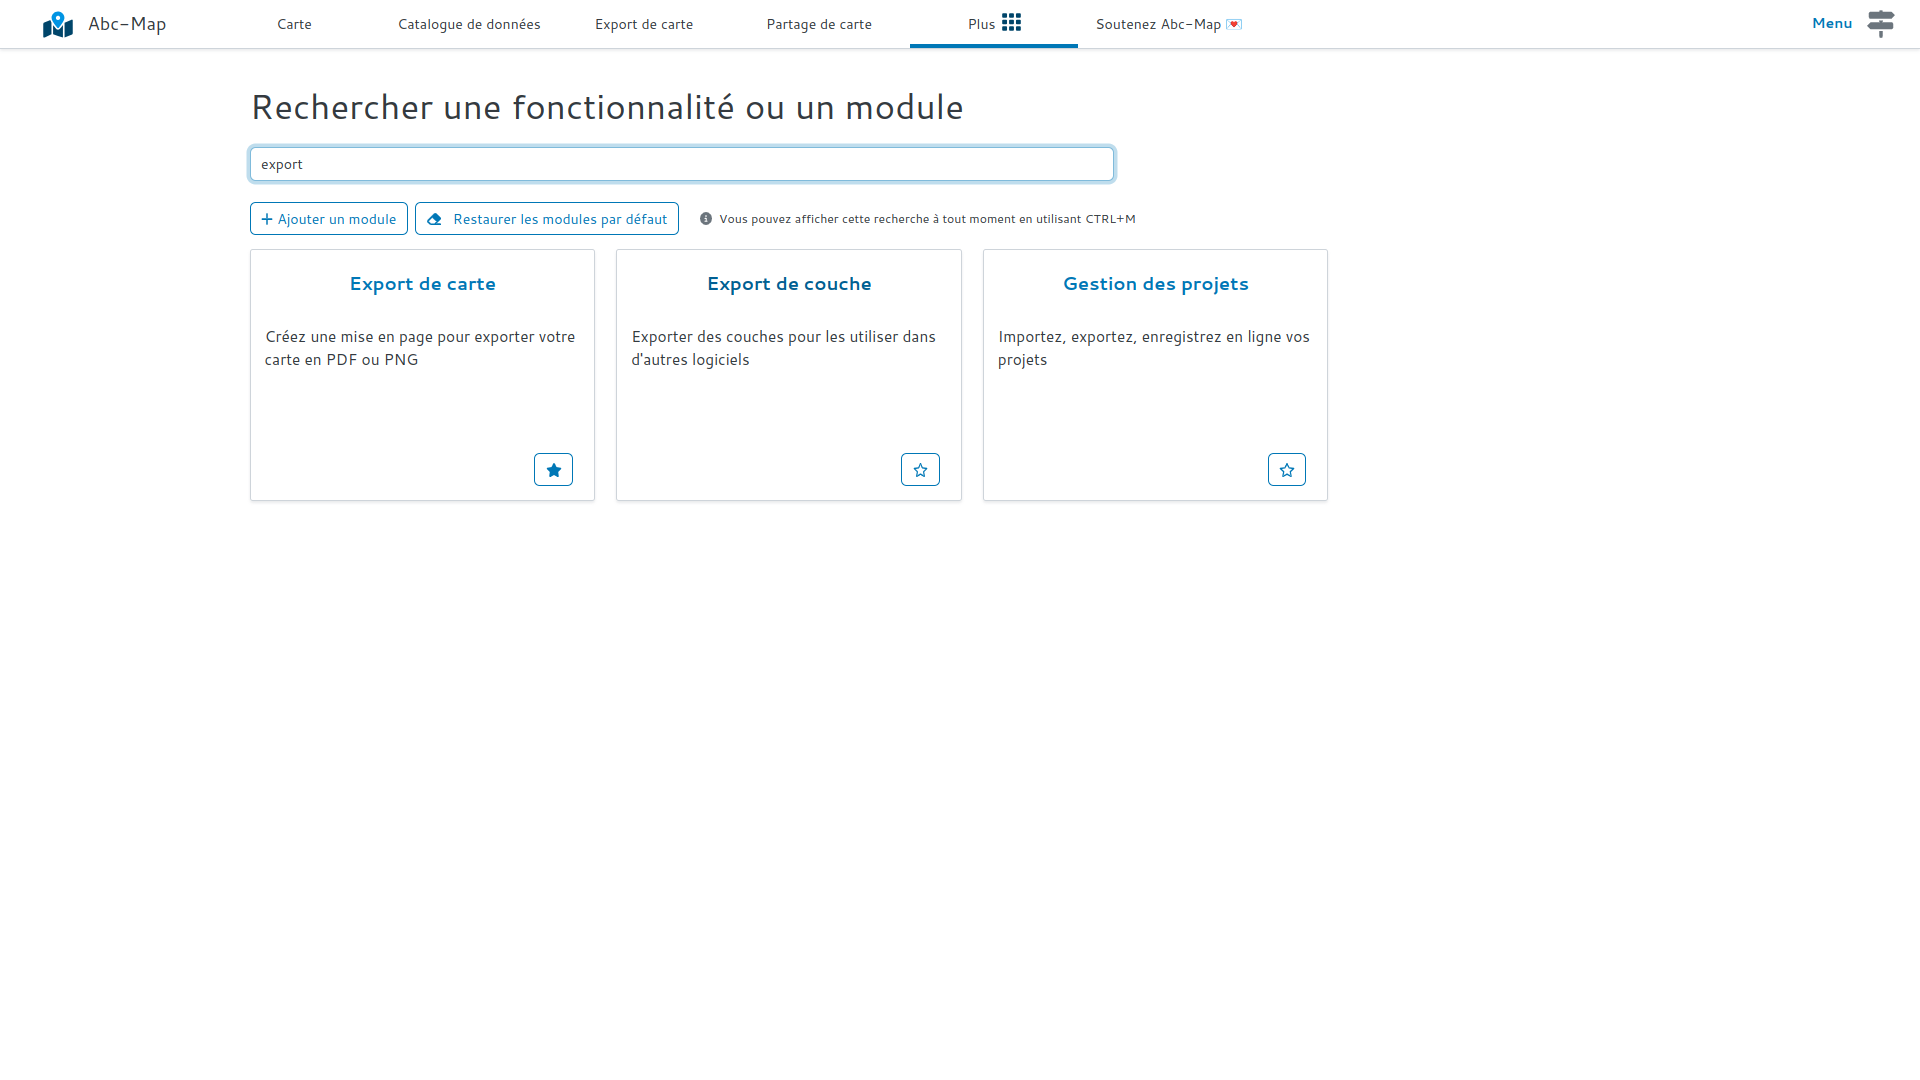 Abc-Map
Carte
Catalogue de données
Export de carte
Partage de carte
Plus
Soutenez Abc-Map
Menu
Rechercher une fonctionnalité ou un module
export
Ajouter un module
Restaurer les modules par défaut
Vous pouvez afficher cette recherche à tout moment en utilisant CTRL+M
Export de carte
Créez une mise en page pour exporter votre
carte en PDF ou PNG
Export de couche
Exporter des couches pour les utiliser dans
d'autres logiciels
Gestion des projets
Importez, exportez, enregistrez en ligne vos
projets